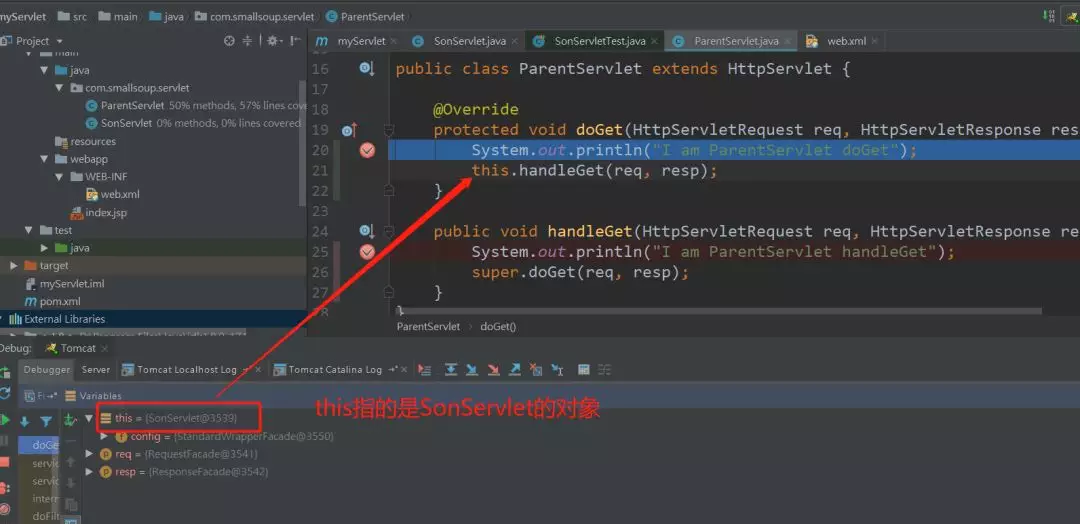 myServlet src main java com.smallsoup.servlet ParentServlet
Project
myServlet SonServlet.java SonServletTest.java ParentServlet.java web.xml
main
java
com.smallsoup.servlet
ParentServlet 50% methods, 57% lines cove
SonServlet 0% methods, 0% lines covered
resources
webapp
WEB-INF
web.xml
index.jsp
test
java
target
myServlet.iml
pom.xml
External Libraries
16 public class ParentServlet extends HttpServlet {
17
18 @Override
19 protected void doGet(HttpServletRequest req, HttpServletResponse res
20 System.out.println("I am ParentServlet doGet");
21 this.handleGet(req, resp);
22 }
23
24 public void handleGet(HttpServletRequest req, HttpServletResponse re
25 System.out.println("I am ParentServlet handleGet");
26 super.doGet(req, resp);
27 }
28 }
ParentServlet doGet()
Debug: Tomcat
Debugger Server Tomcat Localhost Log Tomcat Catalina Log
Variables
this = {SonServlet@3539}
config = {StandardWrapperFacade@3550}
req = {RequestFacade@3541}
resp = {ResponseFacade@3542}
this指的是SonServlet的对象
doGe
servic
servic
intern
doFil